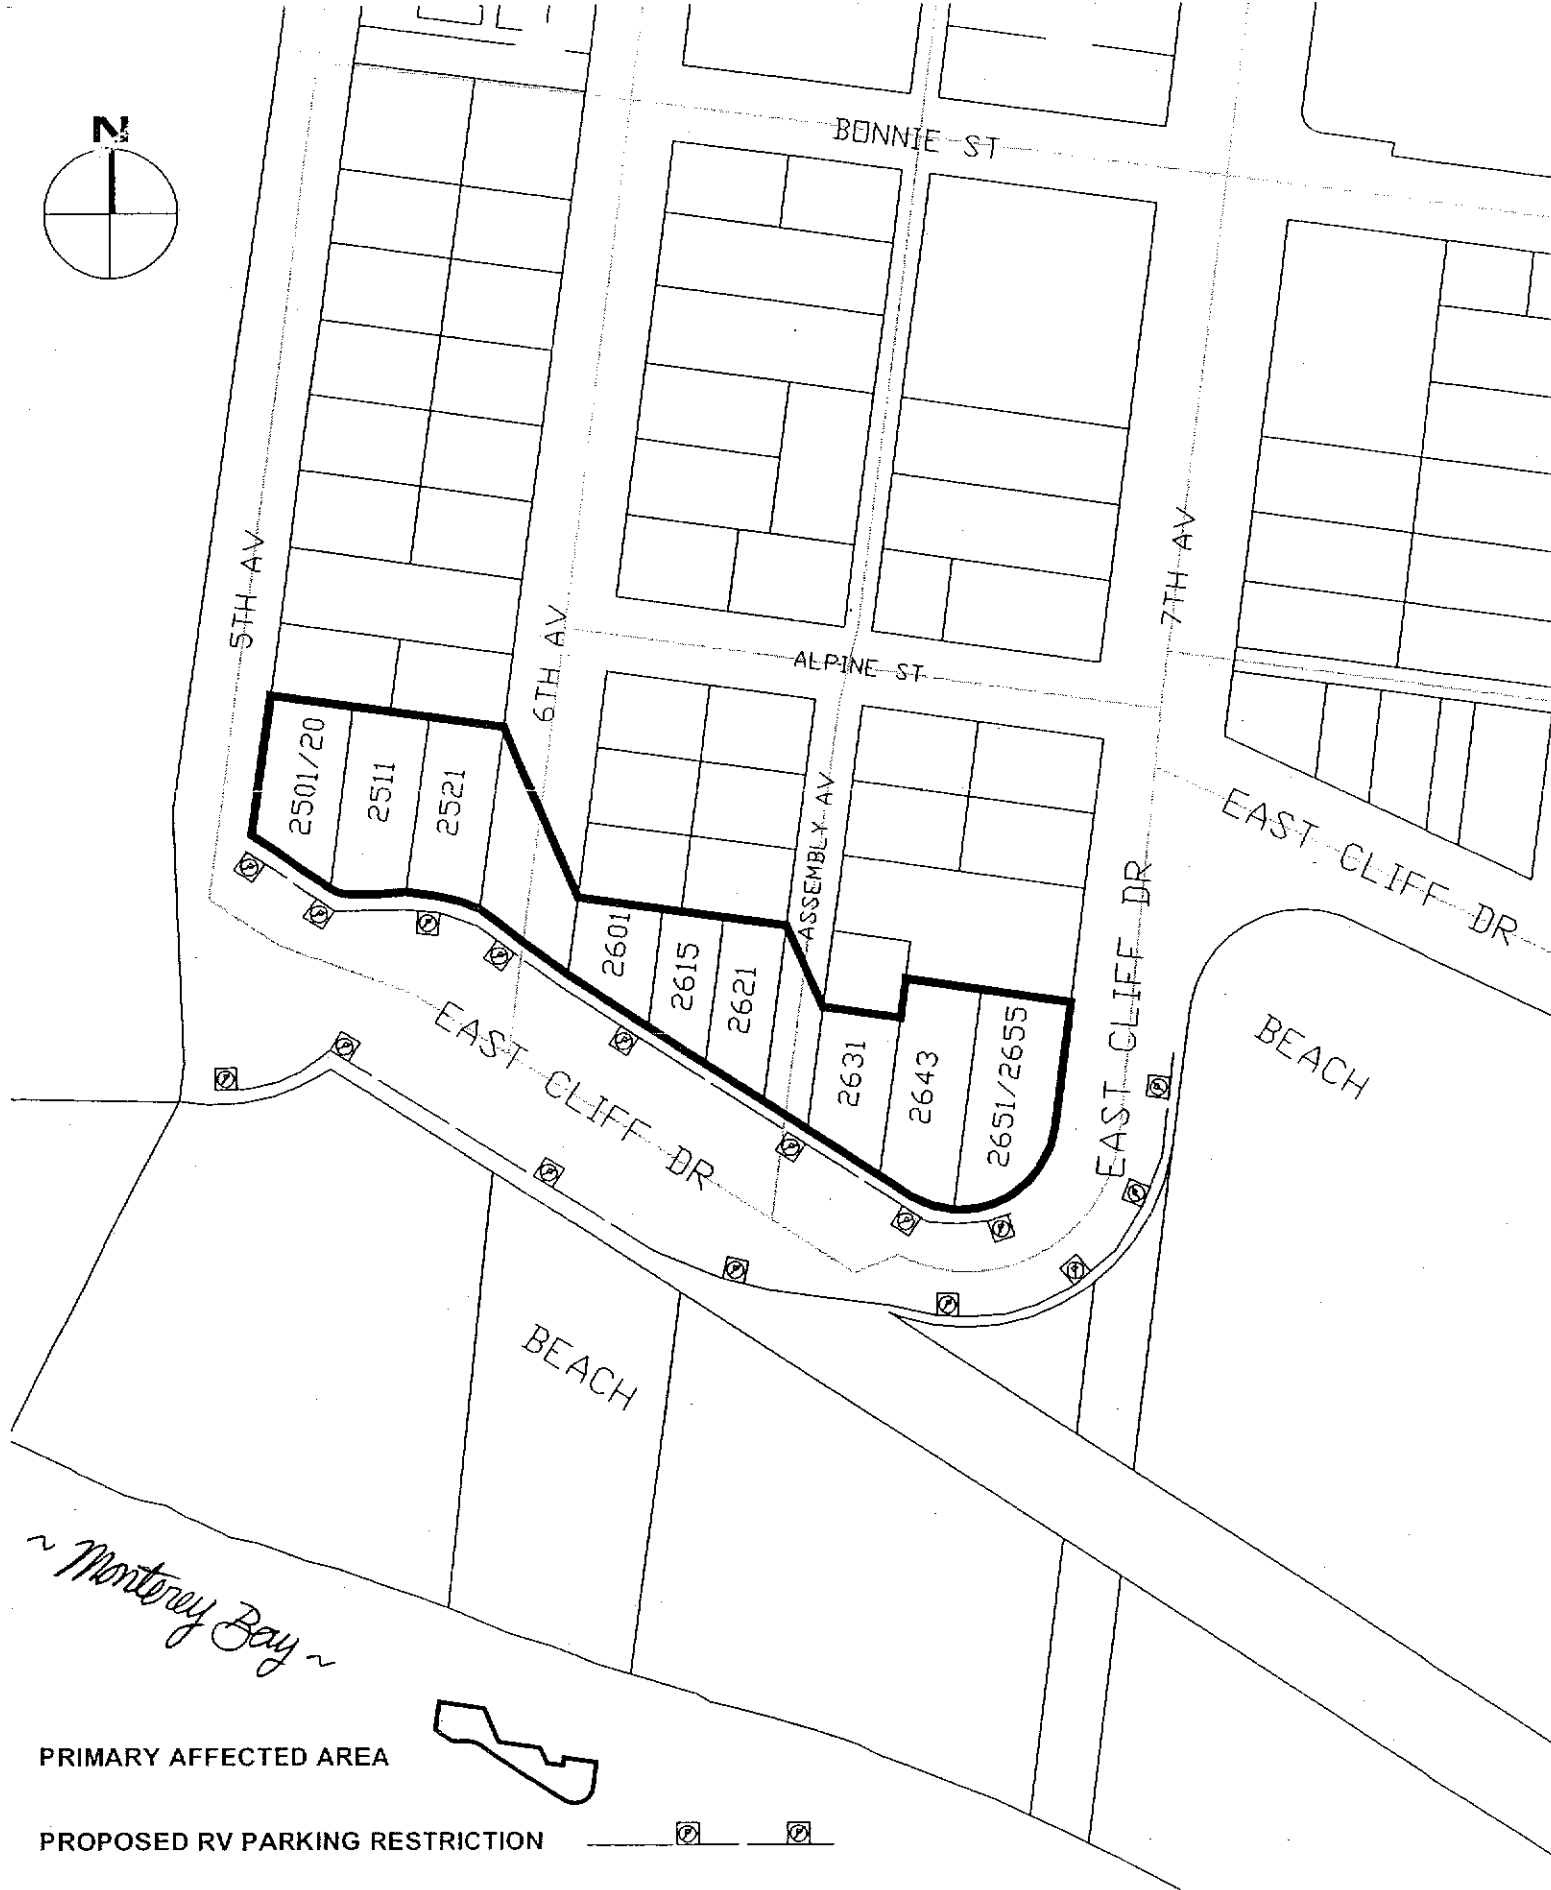 N
BONNIE ST
5TH AV
6TH AV
7TH AV
ALPINE ST
2501/20
2511
2521
ASSEMBLY AV
EAST CLIFF DR
2601
2615
2621
EAST CLIFF DR
BEACH
2631
2643
2651/2655
EAST CLIFF DR
BEACH
~ Monterey Bay ~
PRIMARY AFFECTED AREA
PROPOSED RV PARKING RESTRICTION